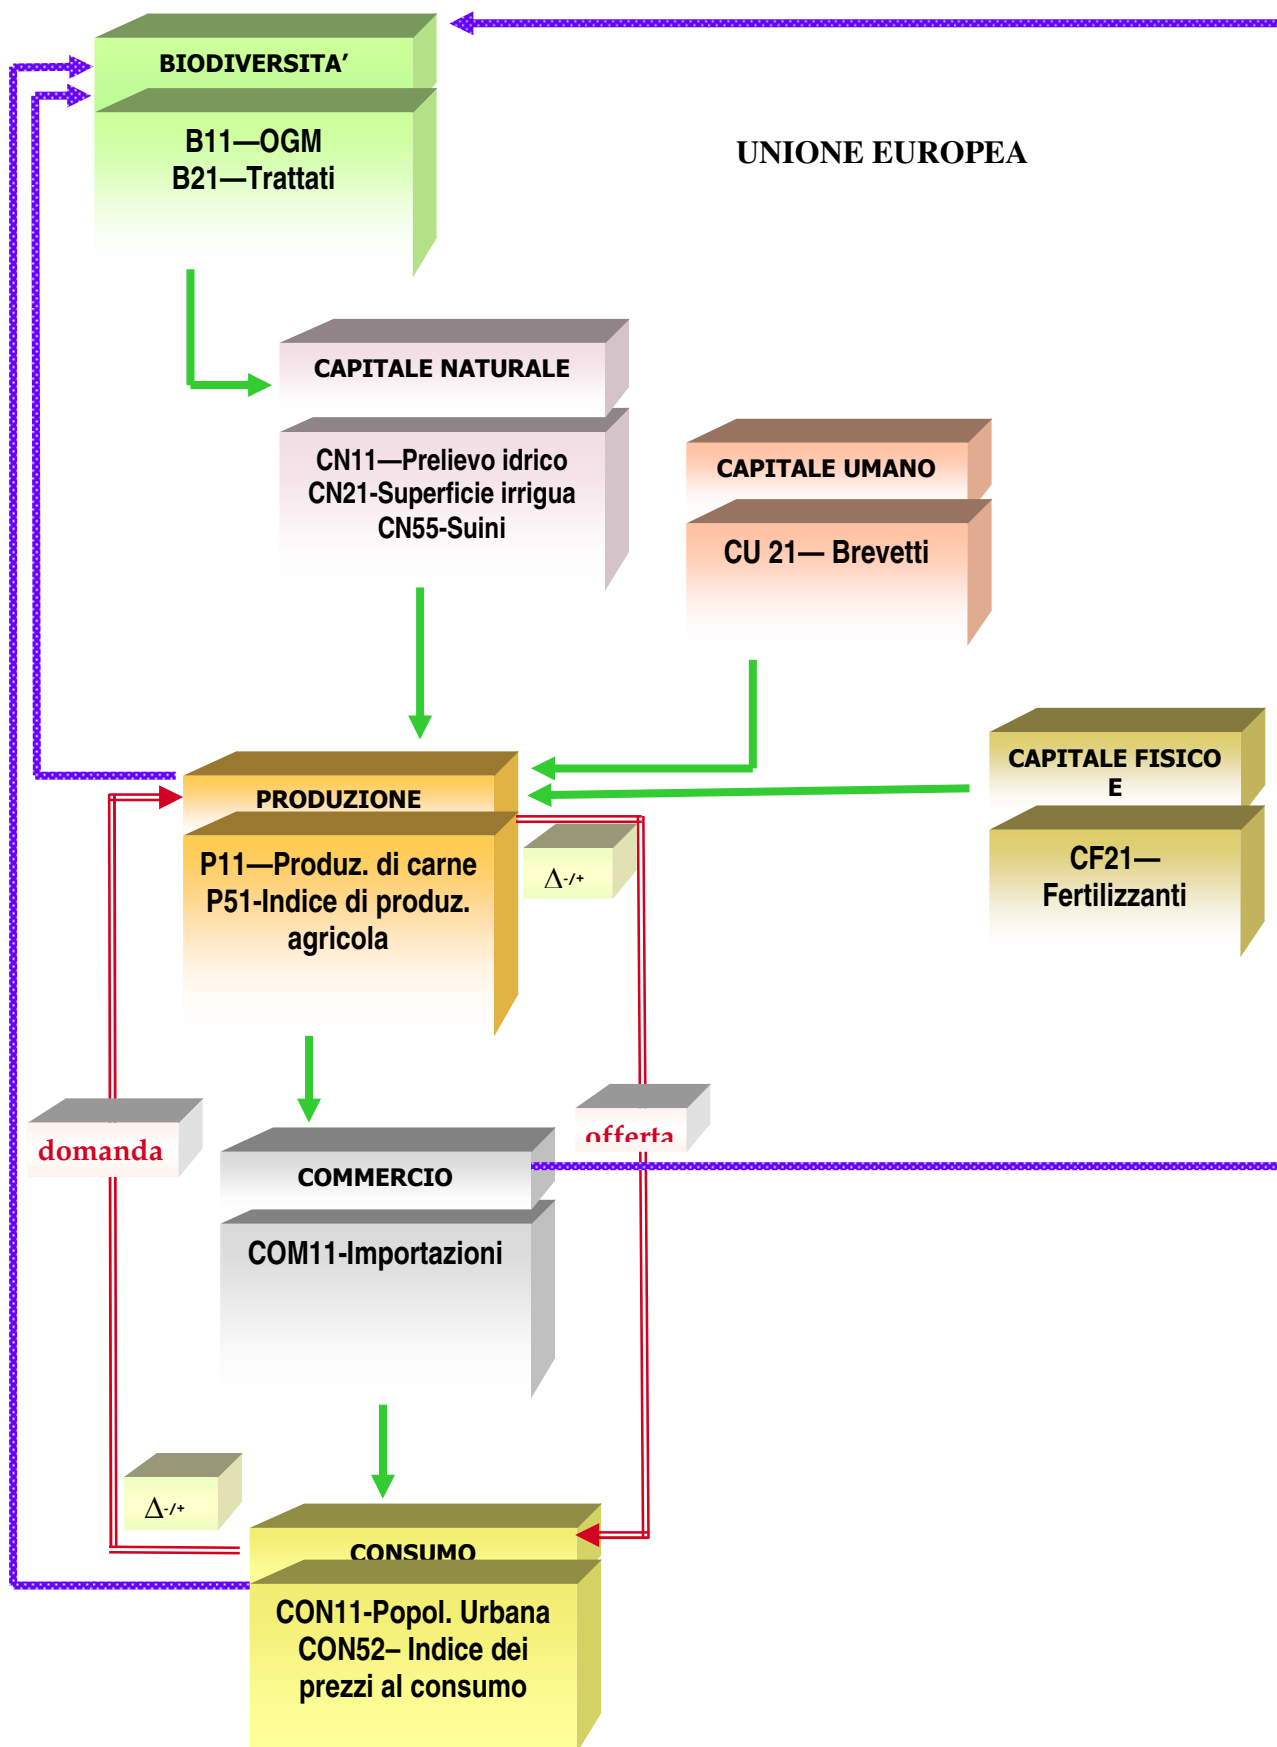 BIODIVERSITA’
B11—OGM
B21—Trattati
UNIONE EUROPEA
CAPITALE NATURALE
CN11—Prelievo idrico
CN21-Superficie irrigua
CN55-Suini
CAPITALE UMANO
CU 21— Brevetti
CAPITALE FISICO
E
CF21—
Fertilizzanti
PRODUZIONE
P11—Produz. di carne
P51-Indice di produz.
agricola
Δ-/+
domanda
offerta
COMMERCIO
COM11-Importazioni
Δ-/+
CONSUMO
CON11-Popol. Urbana
CON52– Indice dei
prezzi al consumo